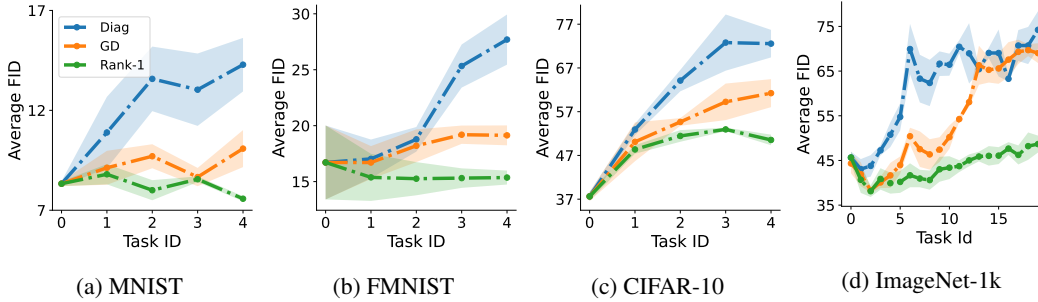 Average FID
17
12
7
Diag
GD
Rank-1
0 1 2 3 4
Task ID
(a) MNIST
Average FID
30
25
20
15
0 1 2 3 4
Task ID
(b) FMNIST
Average FID
77
67
57
47
37
0 1 2 3 4
Task ID
(c) CIFAR-10
Average FID
75
65
55
45
35
0 5 10 15
Task Id
(d) ImageNet-1k